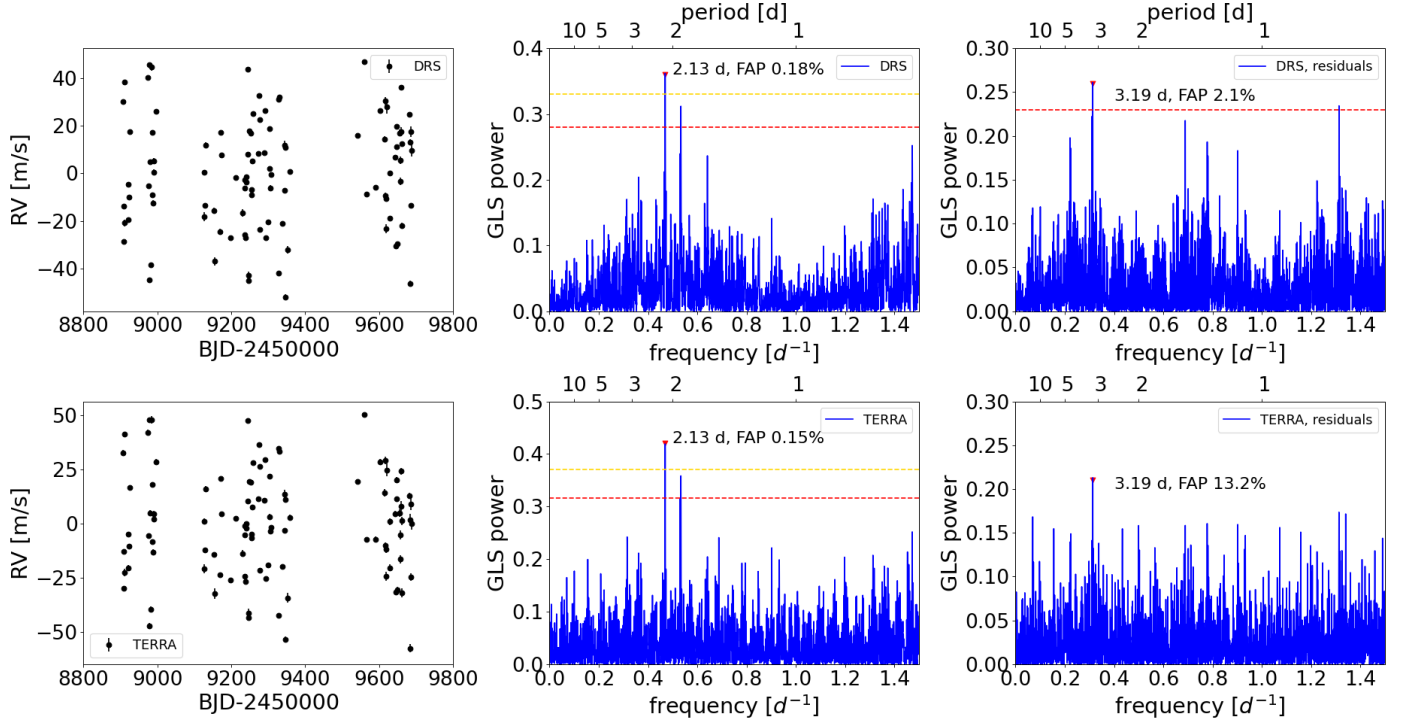 DRS
RV [m/s]
40
20
0
−20
−40
8800 9000 9200 9400 9600 9800
BJD-2450000
period [d]
10 5 3 2 1
DRS
2.13 d, FAP 0.18%
GLS power
0.4
0.3
0.2
0.1
0.0
0.0 0.2 0.4 0.6 0.8 1.0 1.2 1.4
frequency [d⁻¹]
period [d]
10 5 3 2 1
DRS, residuals
3.19 d, FAP 2.1%
GLS power
0.30
0.25
0.20
0.15
0.10
0.05
0.00
0.0 0.2 0.4 0.6 0.8 1.0 1.2 1.4
frequency [d⁻¹]
RV [m/s]
50
25
0
−25
−50
TERRA
8800 9000 9200 9400 9600 9800
BJD-2450000
10 5 3 2 1
TERRA
2.13 d, FAP 0.15%
GLS power
0.5
0.4
0.3
0.2
0.1
0.0
0.0 0.2 0.4 0.6 0.8 1.0 1.2 1.4
frequency [d⁻¹]
10 5 3 2 1
TERRA, residuals
3.19 d, FAP 13.2%
GLS power
0.30
0.25
0.20
0.15
0.10
0.05
0.00
0.0 0.2 0.4 0.6 0.8 1.0 1.2 1.4
frequency [d⁻¹]